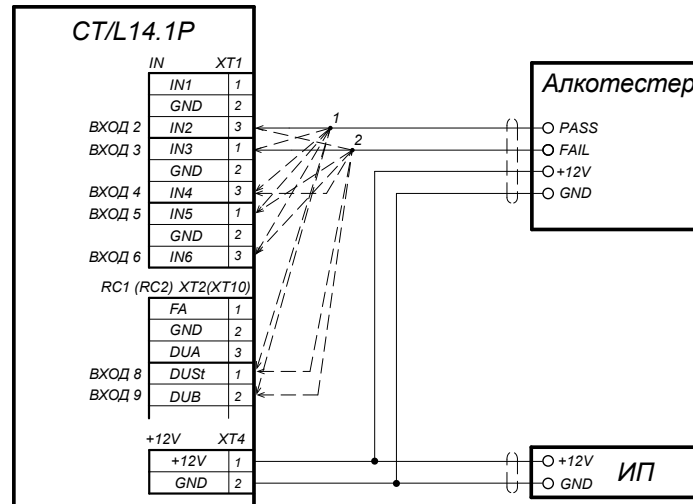 CT/L14.1P
Алкотестер
IN XT1
IN1 1
GND 2
ВХОД 2 IN2 3
ВХОД 3 IN3 1
GND 2
ВХОД 4 IN4 3
ВХОД 5 IN5 1
GND 2
ВХОД 6 IN6 3
1
2
PASS
FAIL
+12V
GND
RC1 (RC2) XT2(XT10)
FA 1
GND 2
DUA 3
ВХОД 8 DUSt 1
ВХОД 9 DUB 2
+12V XT4
+12V 1
GND 2
+12V
GND
ИП